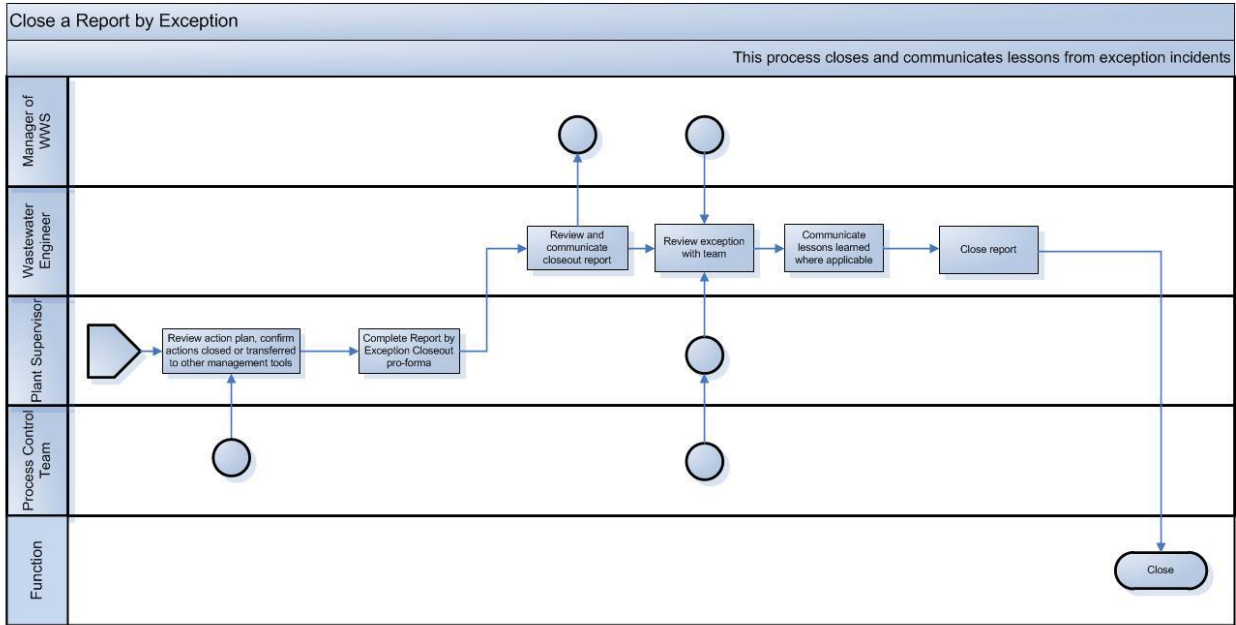 Close a Report by Exception
This process closes and communicates lessons from exception incidents
Manager of
WWS
Wastewater
Engineer
Review and
communicate
closeout report
Review exception
with team
Communicate
lessons learned
where applicable
Close report
Plant Supervisor
Review action plan, confirm
actions closed or transferred
to other management tools
Complete Report by
Exception Closeout
pro-forma
Process Control
Team
Function
Close